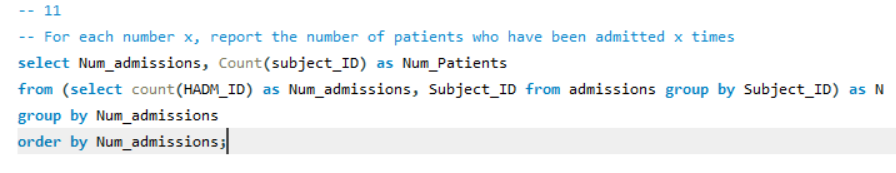 -- 11
-- For each number x, report the number of patients who have been admitted x times
select Num_admissions, Count(subject_ID) as Num_Patients
from (select count(HADM_ID) as Num_admissions, Subject_ID from admissions group by Subject_ID) as N
group by Num_admissions
order by Num_admissions;